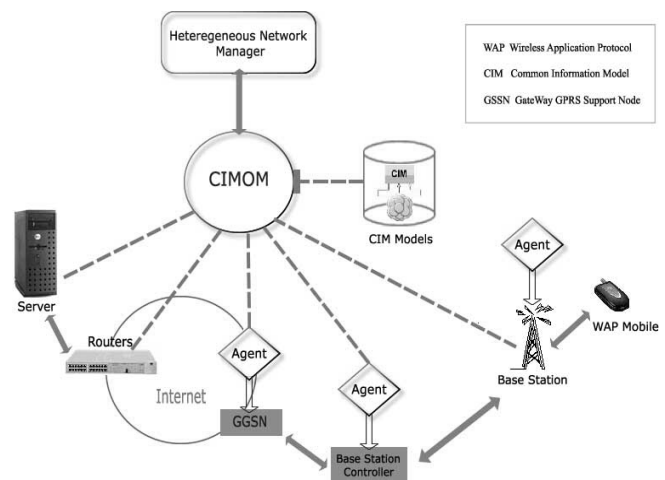 Heteregeneous Network
Manager
WAP Wireless Application Protocol
CIM Common Information Model
GSSN GateWay GPRS Support Node
CIMOM
CIM
CIM Models
Agent
Server
WAP Mobile
Routers
Agent
Agent
Base Station
Internet
GGSN
Base Station
Controller